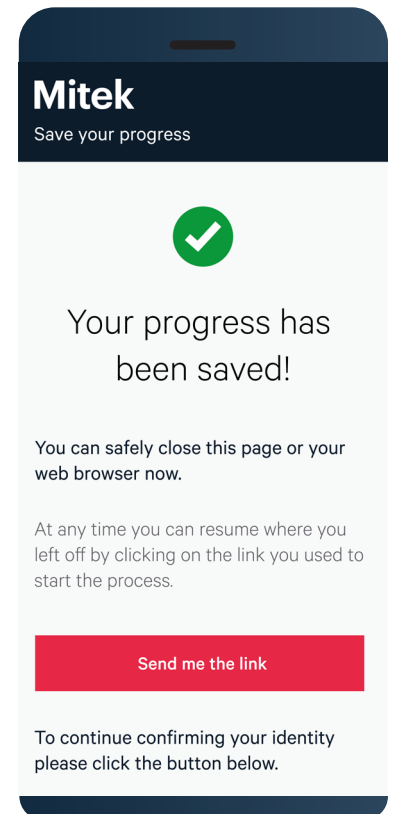 Mitek
Save your progress
Your progress has
been saved!
You can safely close this page or your
web browser now.
At any time you can resume where you
left off by clicking on the link you used to
start the process.
Send me the link
To continue confirming your identity
please click the button below.